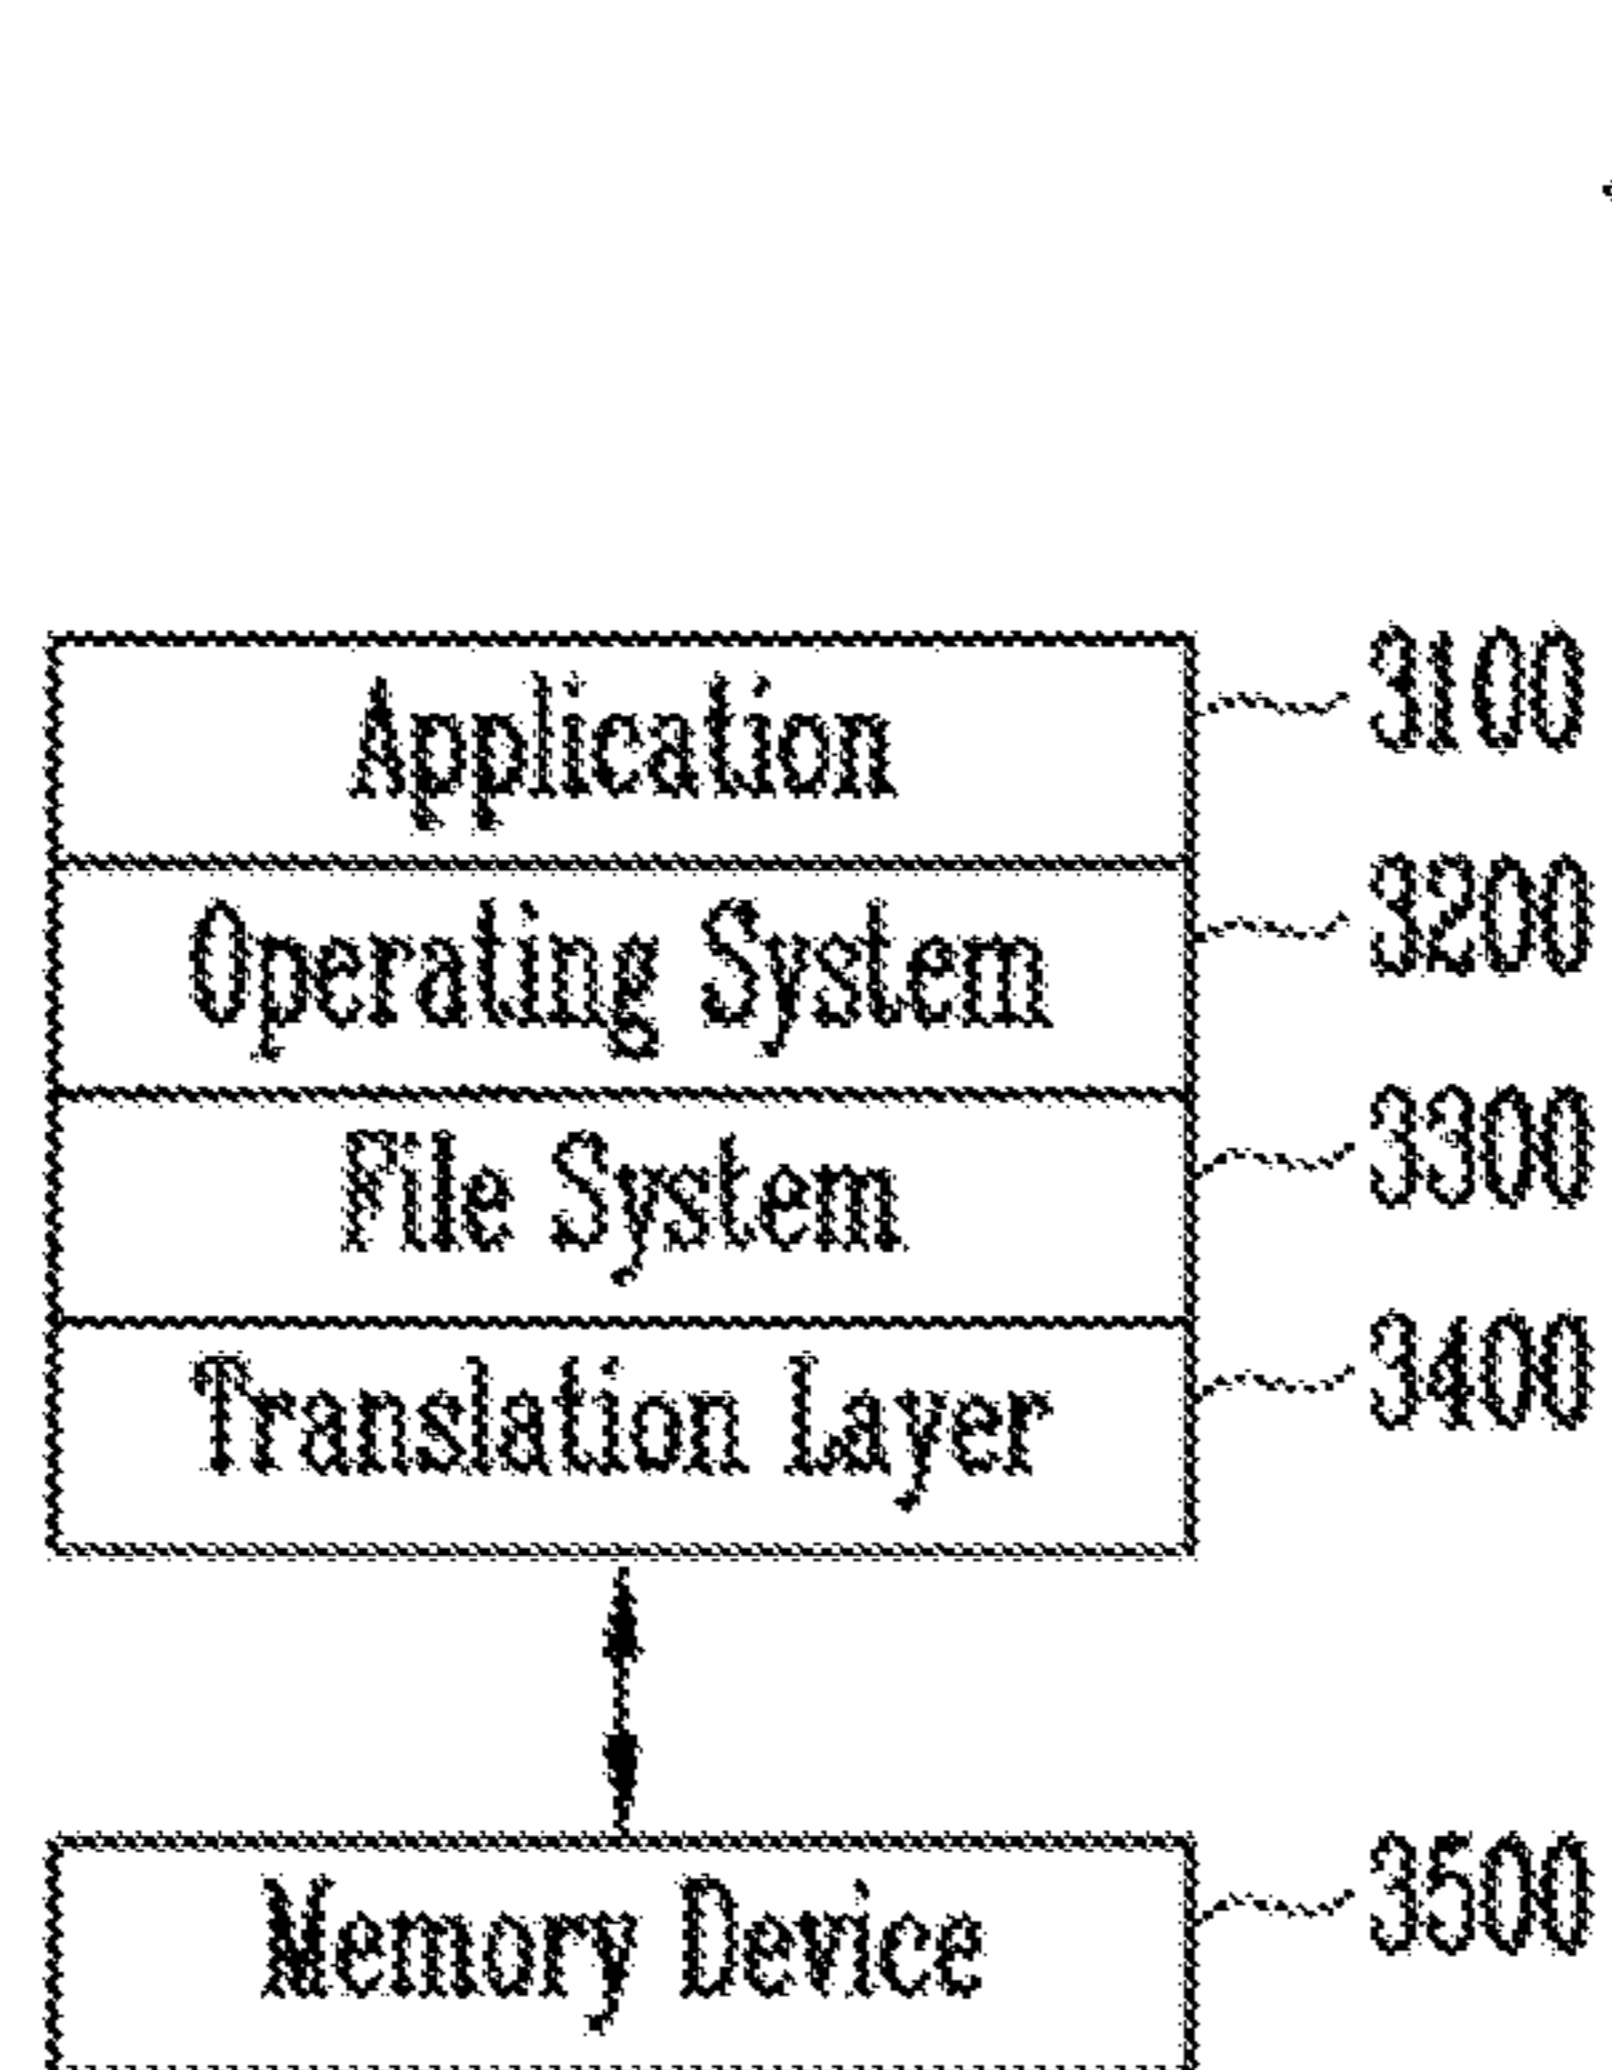 Application 3100
Operating System 3200
File System 3300
Translation Layer 3400
Memory Device 3500